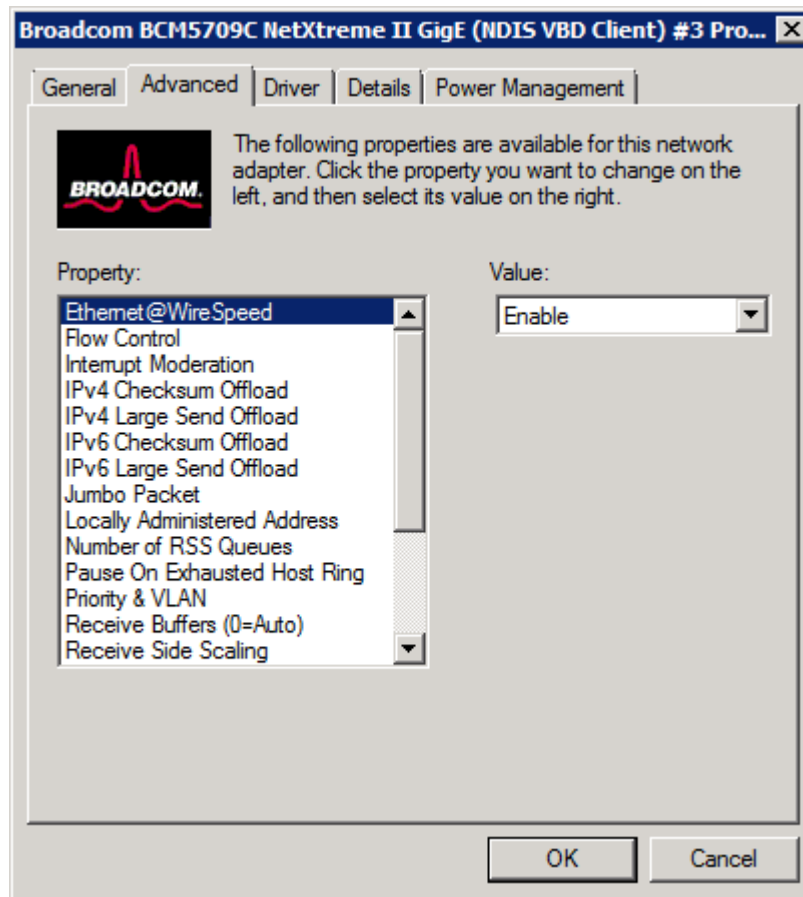 Broadcom BCM5709C NetXtreme II GigE (NDIS VBD Client) #3 Pro...
General Advanced Driver Details Power Management
BROADCOM.
The following properties are available for this network
adapter. Click the property you want to change on the
left, and then select its value on the right.
Property:
Value:
Ethernet@WireSpeed
Enable
Flow Control
Interrupt Moderation
IPv4 Checksum Offload
IPv4 Large Send Offload
IPv6 Checksum Offload
IPv6 Large Send Offload
Jumbo Packet
Locally Administered Address
Number of RSS Queues
Pause On Exhausted Host Ring
Priority & VLAN
Receive Buffers (0=Auto)
Receive Side Scaling
OK
Cancel